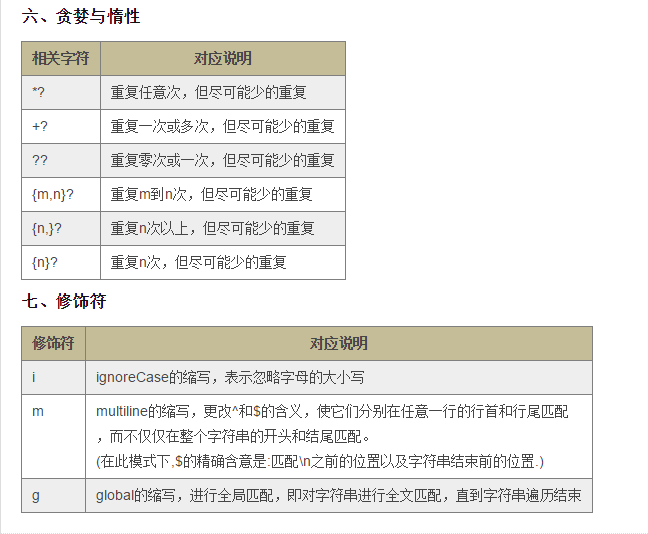 六、贪婪与惰性
相关字符 对应说明
*? 重复任意次，但尽可能少的重复
+? 重复一次或多次，但尽可能少的重复
?? 重复零次或一次，但尽可能少的重复
{m,n}? 重复m到n次，但尽可能少的重复
{n,}? 重复n次以上，但尽可能少的重复
{n}? 重复n次，但尽可能少的重复
七、修饰符
修饰符 对应说明
i ignoreCase的缩写，表示忽略字母的大小写
m multiline的缩写，更改^和$的含义，使它们分别在任意一行的行首和行尾匹配
，而不仅仅在整个字符串的开头和结尾匹配。
(在此模式下,$的精确含意是:匹配\n之前的位置以及字符串结束前的位置.)
g global的缩写，进行全局匹配，即对字符串进行全文匹配，直到字符串遍历结束